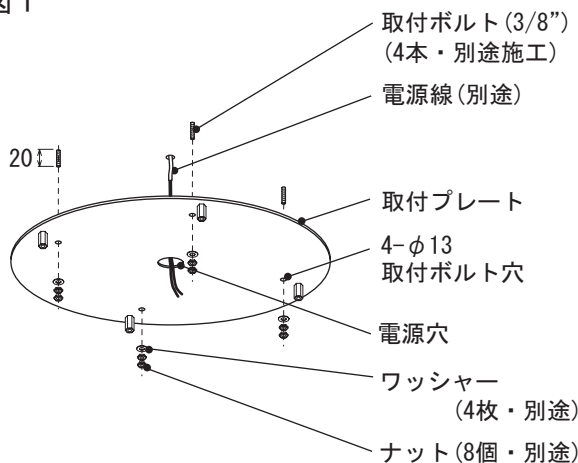 図1
取付ボルト(3/8”)
(4本・別途施工)
電源線(別途)
20
取付プレート
4-φ13
取付ボルト穴
電源穴
ワッシャー
(4枚・別途)
ナット(8個・別途)